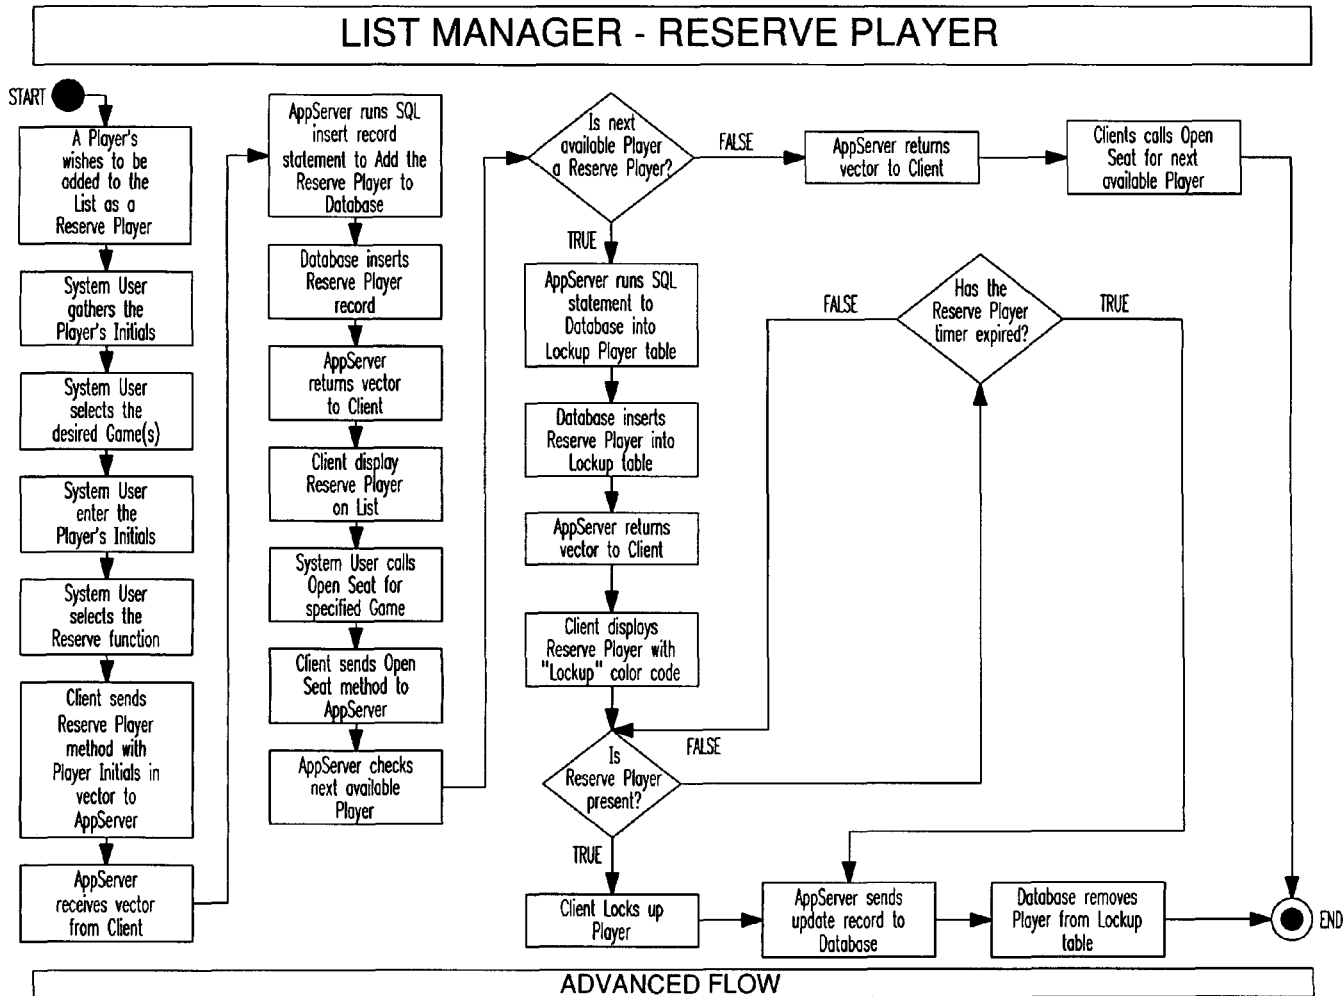 LIST MANAGER - RESERVE PLAYER
START
A Player's
wishes to be
added to the
List as a
Reserve Player
System User
gathers the
Player's Initials
System User
selects the
desired Game(s)
System User
enter the
Player's Initials
System User
selects the
Reserve function
Client sends
Reserve Player
method with
Player Initials in
vector to
AppServer
AppServer
receives vector
from Client
AppServer runs SQL
insert record
statement to Add the
Reserve Player to
Database
Database inserts
Reserve Player
record
AppServer
returns vector
to Client
Client display
Reserve Player
on List
System User calls
Open Seat for
specified Game
Client sends Open
Seat method to
AppServer
AppServer checks
next available
Player
Is next
available Player
a Reserve Player?
FALSE
AppServer returns
vector to Client
Clients calls Open
Seat for next
available Player
TRUE
AppServer runs SQL
statement to
Database into
Lockup Player table
Database inserts
Reserve Player into
Lockup table
AppServer returns
vector to Client
Client displays
Reserve Player with
"Lockup" color code
Is
Reserve Player
present?
FALSE
Has the
Reserve Player
timer expired?
FALSE
TRUE
TRUE
Client Locks up
Player
AppServer sends
update record to
Database
Database removes
Player from Lockup
table
END
ADVANCED FLOW